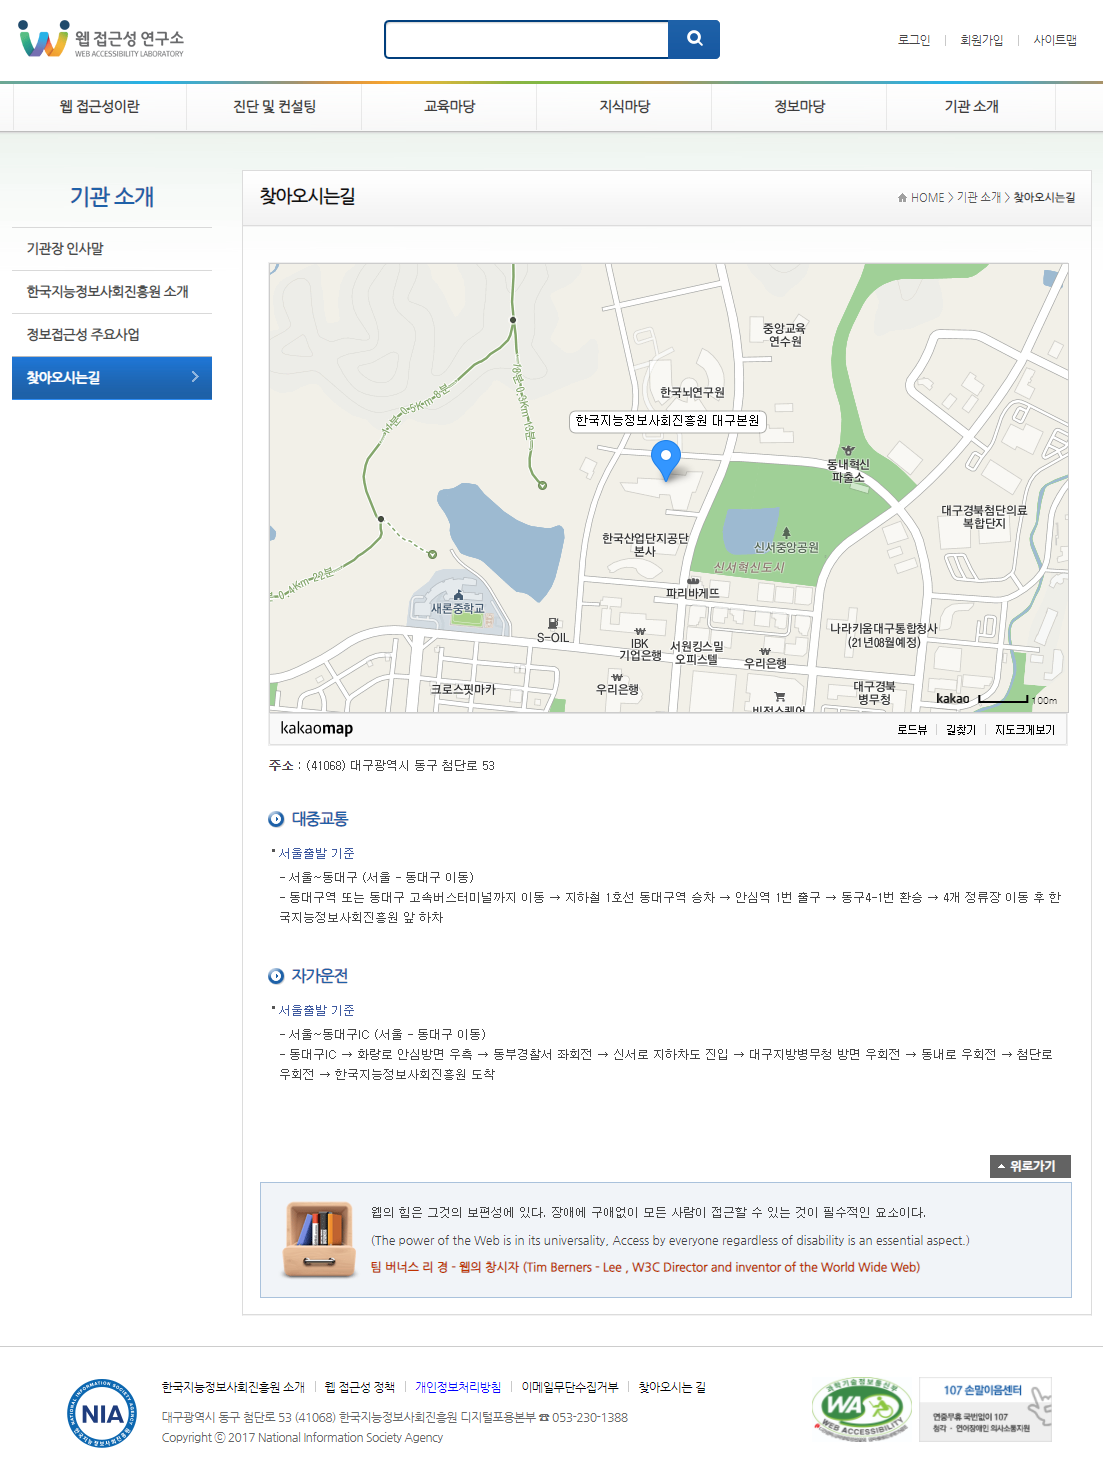 웹 접근성 연구소
WEB ACCESSIBILITY LABORATORY
로그인 | 회원가입 | 사이트맵
웹 접근성이란
진단 및 컨설팅
교육마당
지식마당
정보마당
기관 소개
기관 소개
기관장 인사말
한국지능정보사회진흥원 소개
정보접근성 주요사업
찾아오시는길
찾아오시는길
HOME > 기관 소개 > 찾아오시는길
중앙교육
연수원
한국뇌연구원
한국지능정보사회진흥원 대구본원
동내혁신
파출소
대구경북첨단의료
복합단지
한국산업단지공단
본사
신서중앙공원
신서혁신도시
파리바게뜨
새론중학교
S-OIL
IBK
기업은행
서원킹스밀
오피스텔
우리은행
나라키움대구통합청사
(21년08월예정)
우리은행
크로스핏마카
대구경북
병무청
비전스퀘어
kakao
100m
kakaomap
로드뷰 | 길찾기 | 지도크게보기
주소 : (41068) 대구광역시 동구 첨단로 53
대중교통
서울출발 기준
- 서울~동대구 (서울 - 동대구 이동)
- 동대구역 또는 동대구 고속버스터미널까지 이동 → 지하철 1호선 동대구역 승차 → 안심역 1번 출구 → 동구4-1번 환승 → 4개 정류장 이동 후 한
국지능정보사회진흥원 앞 하차
자가운전
서울출발 기준
- 서울~동대구IC (서울 - 동대구 이동)
- 동대구IC → 화랑로 안심방면 우측 → 동부경찰서 좌회전 → 신서로 지하차도 진입 → 대구지방병무청 방면 우회전 → 동내로 우회전 → 첨단로
우회전 → 한국지능정보사회진흥원 도착
위로가기
웹의 힘은 그것의 보편성에 있다. 장애에 구애없이 모든 사람이 접근할 수 있는 것이 필수적인 요소이다.
(The power of the Web is in its universality, Access by everyone regardless of disability is an essential aspect.)
팀 버너스 리 경 - 웹의 창시자 (Tim Berners - Lee , W3C Director and inventor of the World Wide Web)
NIA
한국지능정보사회진흥원 소개 | 웹 접근성 정책 | 개인정보처리방침 | 이메일무단수집거부 | 찾아오시는 길
대구광역시 동구 첨단로 53 (41068) 한국지능정보사회진흥원 디지털포용본부 ☎ 053-230-1388
Copyright ⓒ 2017 National Information Society Agency
과학기술정보통신부
WA
WEB ACCESSIBILITY
107 손말이음센터
연중무휴 국번없이 107
청각 · 언어장애인 의사소통지원